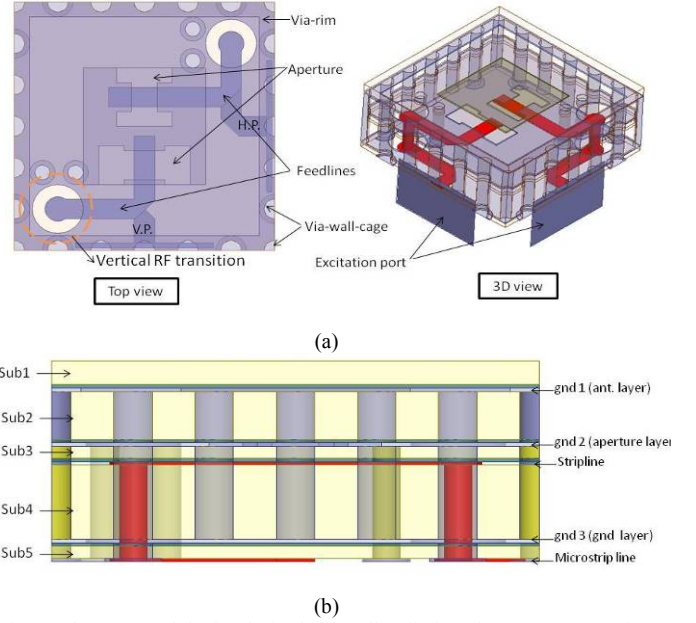 Via-rim
Aperture
H.P.
Feedlines
V.P.
Via-wall-cage
Vertical RF transition
Excitation port
Top view
3D view
(a)
Sub1
gnd 1 (ant. layer)
Sub2
gnd 2 (aperture laye
Sub3
Stripline
Sub4
gnd 3 (gnd layer)
Sub5
Microstrip line
(b)